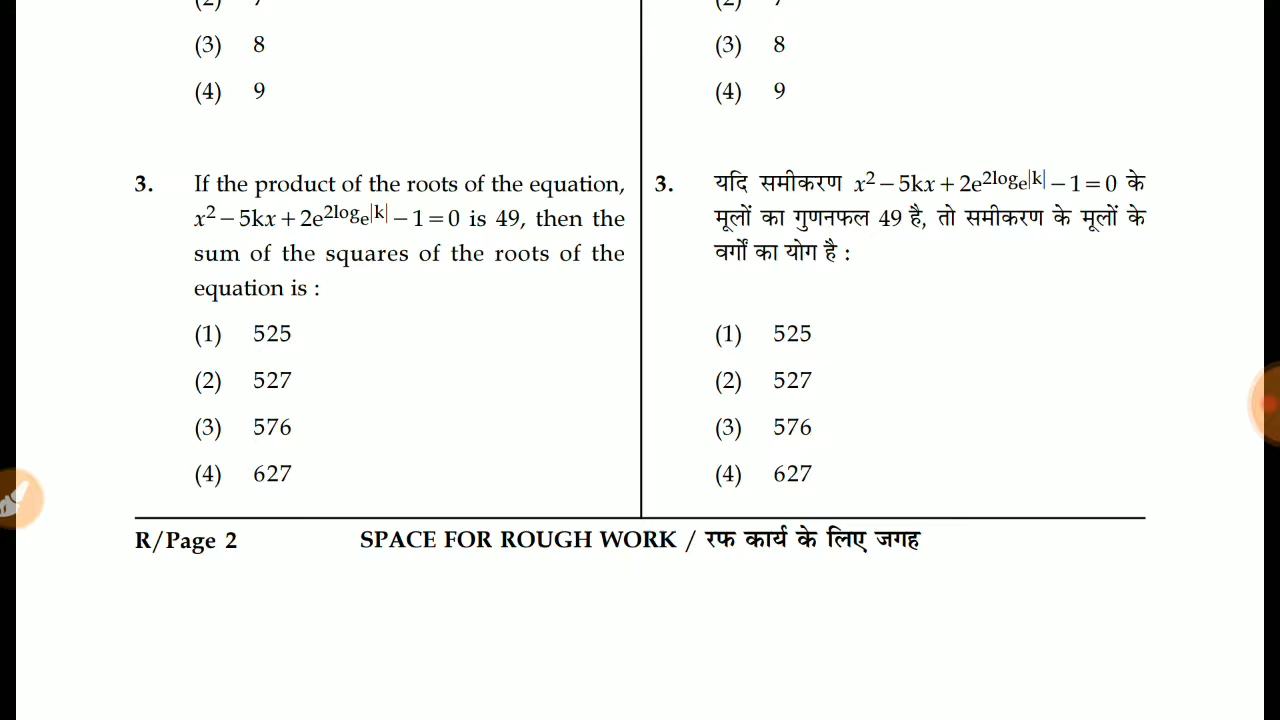 (3) 8
(4) 9
3. If the product of the roots of the equation,
x² − 5kx + 2e^{2logₑ|k|} − 1 = 0 is 49, then the
sum of the squares of the roots of the
equation is :
(1) 525
(2) 527
(3) 576
(4) 627
(3) 8
(4) 9
3. यदि समीकरण x² − 5kx + 2e^{2logₑ|k|} − 1 = 0 के
मूलों का गुणनफल 49 है, तो समीकरण के मूलों के
वर्गों का योग है :
(1) 525
(2) 527
(3) 576
(4) 627
R/Page 2 SPACE FOR ROUGH WORK / रफ कार्य के लिए जगह